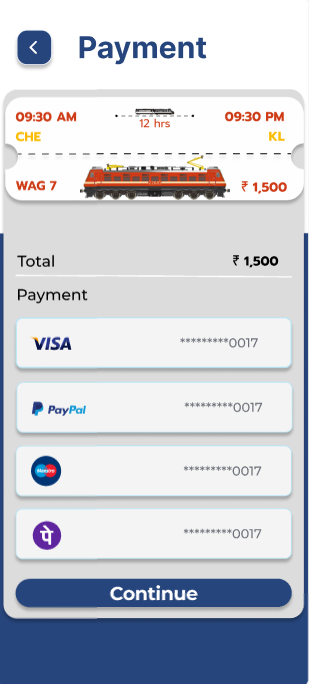 Payment
09:30 AM 09:30 PM
12 hrs
CHE KL
WAG 7 ₹ 1,500
Total ₹ 1,500
Payment
VISA *********0017
PayPal *********0017
Maestro *********0017
पे *********0017
Continue